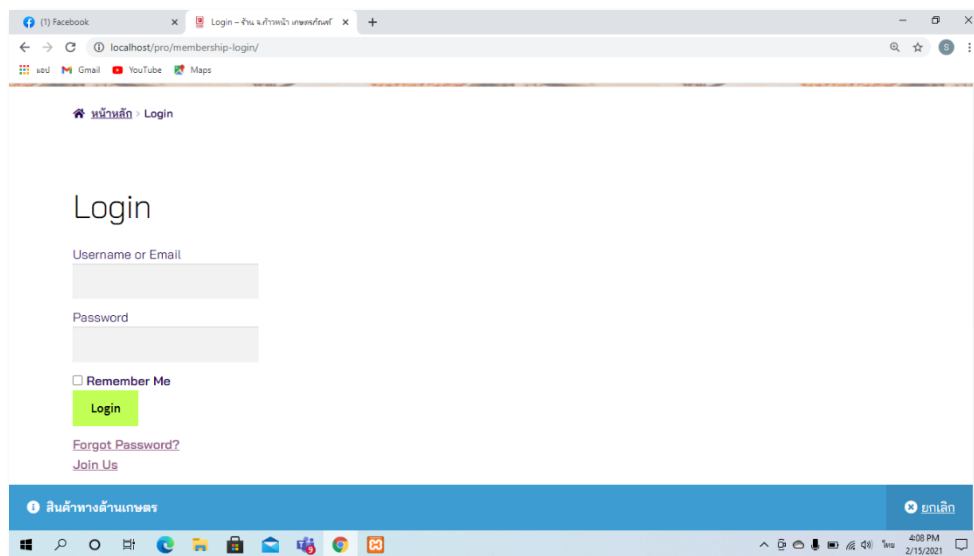 (1) Facebook
Login – ร้าน จ.ก้าวหน้า เกษตรภัณฑ์
localhost/pro/membership-login/
S
แอป Gmail YouTube Maps
หน้าหลัก › Login
Login
Username or Email
Password
Remember Me
Login
Forgot Password?
Join Us
สินค้าทางด้านเกษตร
ยกเลิก
ไทย
4:08 PM
2/15/2021